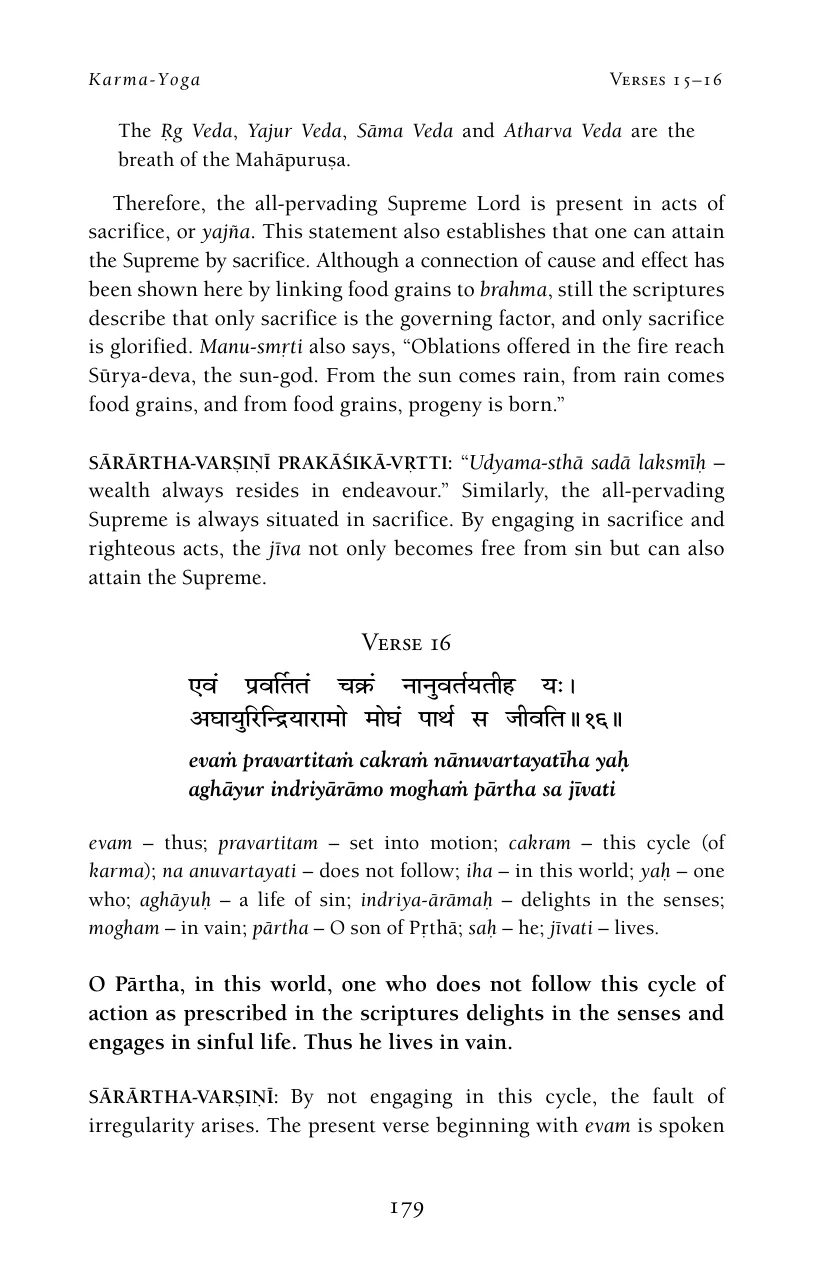 Karma-Yoga VERSES 15–16
The Ṛg Veda, Yajur Veda, Sāma Veda and Atharva Veda are the
breath of the Mahāpuruṣa.
Therefore, the all-pervading Supreme Lord is present in acts of
sacrifice, or yajña. This statement also establishes that one can attain
the Supreme by sacrifice. Although a connection of cause and effect has
been shown here by linking food grains to brahma, still the scriptures
describe that only sacrifice is the governing factor, and only sacrifice
is glorified. Manu-smṛti also says, “Oblations offered in the fire reach
Sūrya-deva, the sun-god. From the sun comes rain, from rain comes
food grains, and from food grains, progeny is born.”
SĀRĀRTHA-VARṢIṆĪ PRAKĀŚIKĀ-VṚTTI: “Udyama-sthā sadā laksmīḥ –
wealth always resides in endeavour.” Similarly, the all-pervading
Supreme is always situated in sacrifice. By engaging in sacrifice and
righteous acts, the jīva not only becomes free from sin but can also
attain the Supreme.
VERSE 16
एवं प्रवर्तितं चक्रं नानुवर्तयतीह यः।
अघायुरिन्द्रियारामो मोघं पार्थ स जीवति॥१६॥
evaṁ pravartitaṁ cakraṁ nānuvartayatīha yaḥ
aghāyur indriyārāmo moghaṁ pārtha sa jīvati
evam – thus; pravartitam – set into motion; cakram – this cycle (of
karma); na anuvartayati – does not follow; iha – in this world; yaḥ – one
who; aghāyuḥ – a life of sin; indriya-ārāmaḥ – delights in the senses;
mogham – in vain; pārtha – O son of Pṛthā; saḥ – he; jīvati – lives.
O Pārtha, in this world, one who does not follow this cycle of
action as prescribed in the scriptures delights in the senses and
engages in sinful life. Thus he lives in vain.
SĀRĀRTHA-VARṢIṆĪ: By not engaging in this cycle, the fault of
irregularity arises. The present verse beginning with evam is spoken
179